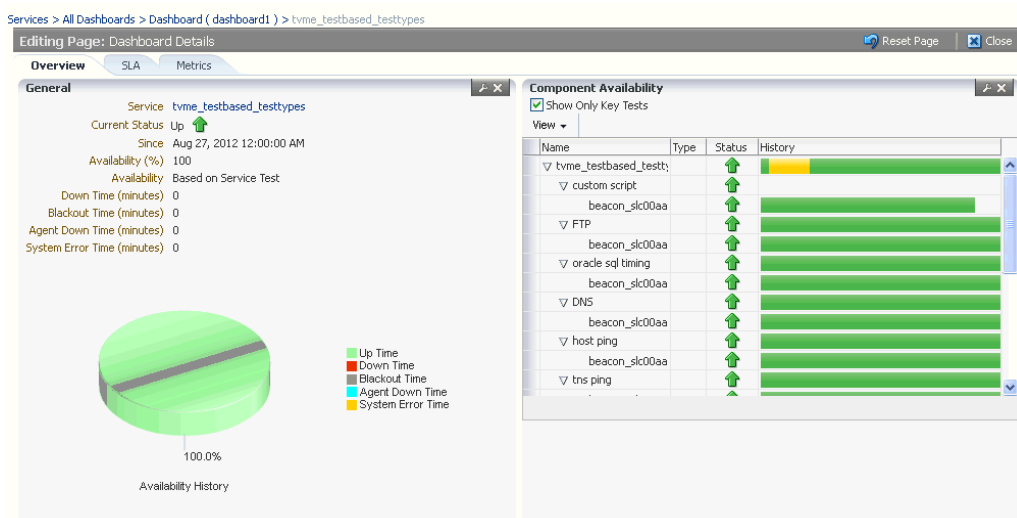 Services > All Dashboards > Dashboard ( dashboard1 ) > tvme_testbased_testtypes
Editing Page: Dashboard Details
Reset Page
Close
Overview
SLA
Metrics
General
Service tvme_testbased_testtypes
Current Status Up
Since Aug 27, 2012 12:00:00 AM
Availability (%) 100
Availability Based on Service Test
Down Time (minutes) 0
Blackout Time (minutes) 0
Agent Down Time (minutes) 0
System Error Time (minutes) 0
Up Time
Down Time
Blackout Time
Agent Down Time
System Error Time
100.0%
Availability History
Component Availability
Show Only Key Tests
View
Name Type Status History
tvme_testbased_testty
custom script
beacon_slc00aa
FTP
beacon_slc00aa
oracle sql timing
beacon_slc00aa
DNS
beacon_slc00aa
host ping
beacon_slc00aa
tns ping